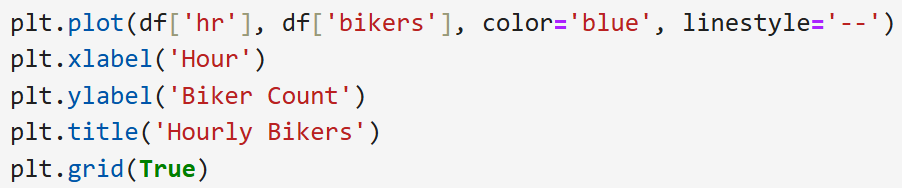 plt.plot(df['hr'], df['bikers'], color='blue', linestyle='--')
plt.xlabel('Hour')
plt.ylabel('Biker Count')
plt.title('Hourly Bikers')
plt.grid(True)